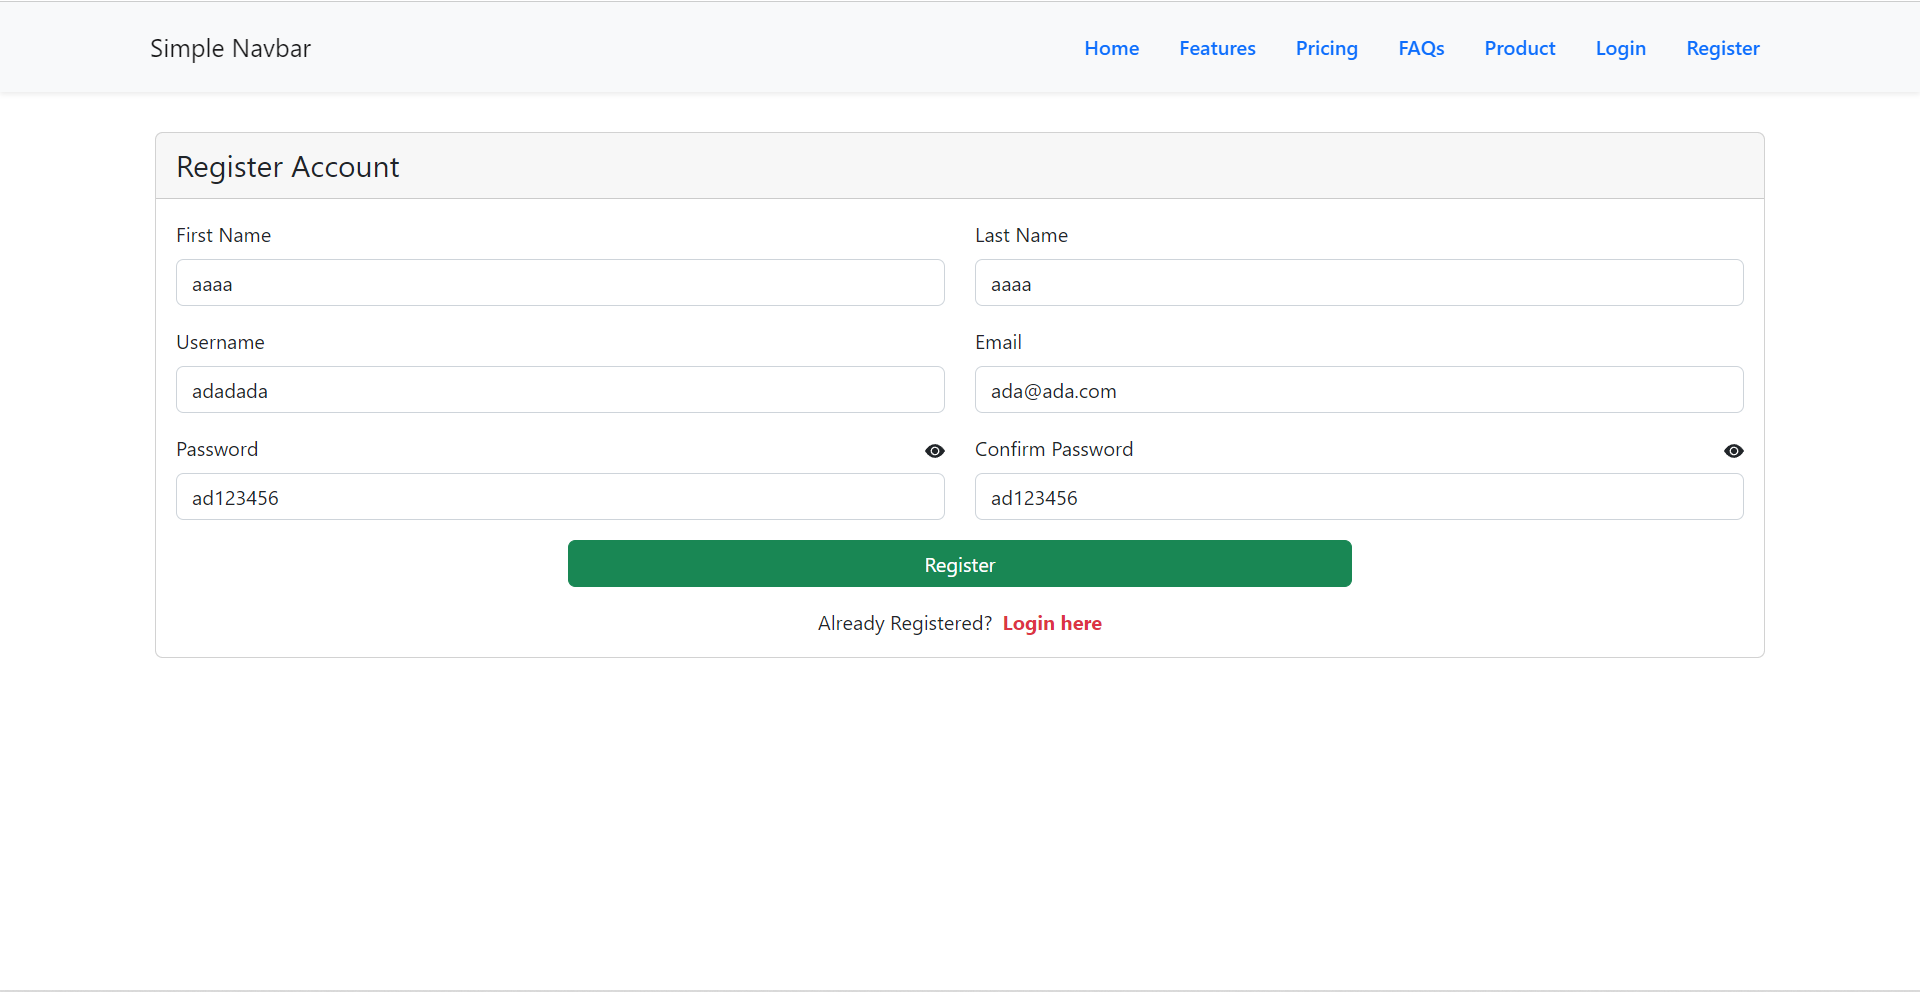 Simple Navbar Home Features Pricing FAQs Product Login Register
Register Account
First Name Last Name
aaaa aaaa
Username Email
adadada ada@ada.com
Password Confirm Password
ad123456 ad123456
Register
Already Registered? Login here